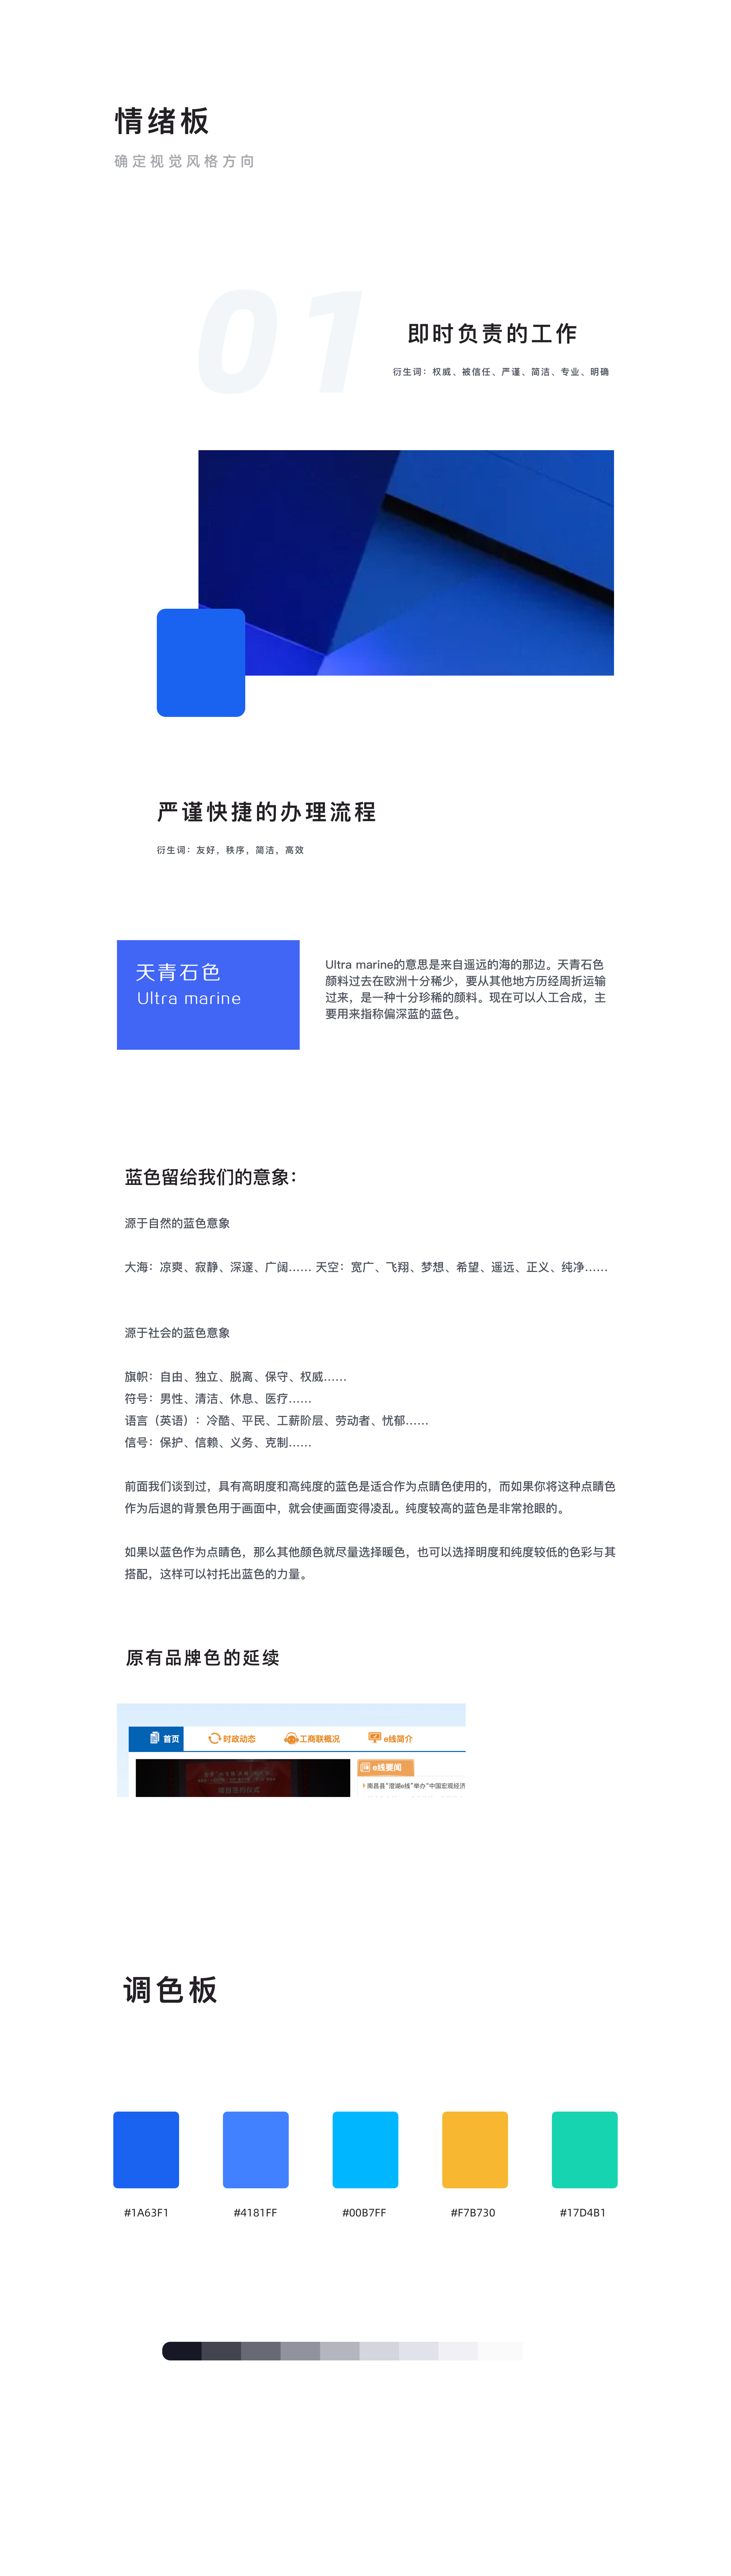 情绪板
确定视觉风格方向
01
即时负责的工作
衍生词：权威、被信任、严谨、简洁、专业、明确
严谨快捷的办理流程
衍生词：友好，秩序，简洁，高效
天青石色
Ultra marine
Ultra marine的意思是来自遥远的海的那边。天青石色
颜料过去在欧洲十分稀少，要从其他地方历经周折运输
过来，是一种十分珍稀的颜料。现在可以人工合成，主
要用来指称偏深蓝的蓝色。
蓝色留给我们的意象：
源于自然的蓝色意象
大海：凉爽、寂静、深邃、广阔…… 天空：宽广、飞翔、梦想、希望、遥远、正义、纯净……
源于社会的蓝色意象
旗帜：自由、独立、脱离、保守、权威……
符号：男性、清洁、休息、医疗……
语言（英语）：冷酷、平民、工薪阶层、劳动者、忧郁……
信号：保护、信赖、义务、克制……
前面我们谈到过，具有高明度和高纯度的蓝色是适合作为点睛色使用的，而如果你将这种点睛色
作为后退的背景色用于画面中，就会使画面变得凌乱。纯度较高的蓝色是非常抢眼的。
如果以蓝色作为点睛色，那么其他颜色就尽量选择暖色，也可以选择明度和纯度较低的色彩与其
搭配，这样可以衬托出蓝色的力量。
原有品牌色的延续
首页 时政动态 工商联概况 e线简介
e线要闻
南昌县“澄湖e线”举办“中国宏观经济
项目签约仪式
调色板
#1A63F1 #4181FF #00B7FF #F7B730 #17D4B1